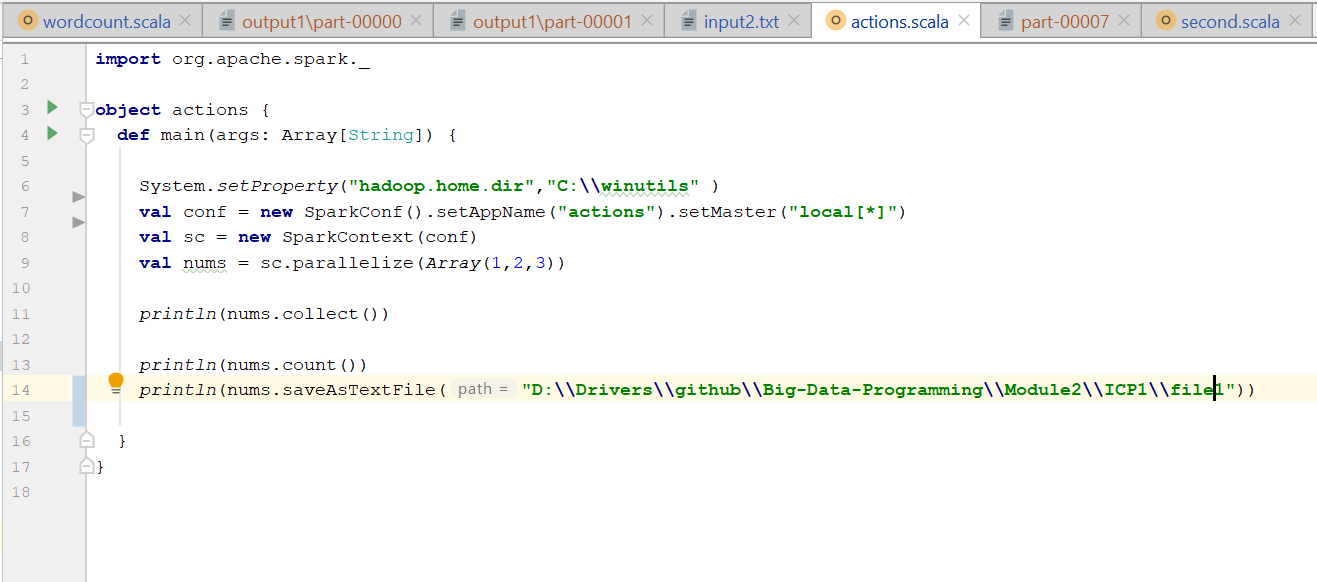 wordcount.scala output1\part-00000 output1\part-00001 input2.txt actions.scala part-00007 second.scala
1 import org.apache.spark._
2
3 object actions {
4 def main(args: Array[String]) {
5
6 System.setProperty("hadoop.home.dir","C:\\winutils" )
7 val conf = new SparkConf().setAppName("actions").setMaster("local[*]")
8 val sc = new SparkContext(conf)
9 val nums = sc.parallelize(Array(1,2,3))
10
11 println(nums.collect())
12
13 println(nums.count())
14 println(nums.saveAsTextFile( path = "D:\\Drivers\\github\\Big-Data-Programming\\Module2\\ICP1\\file1"))
15
16 }
17 }
18